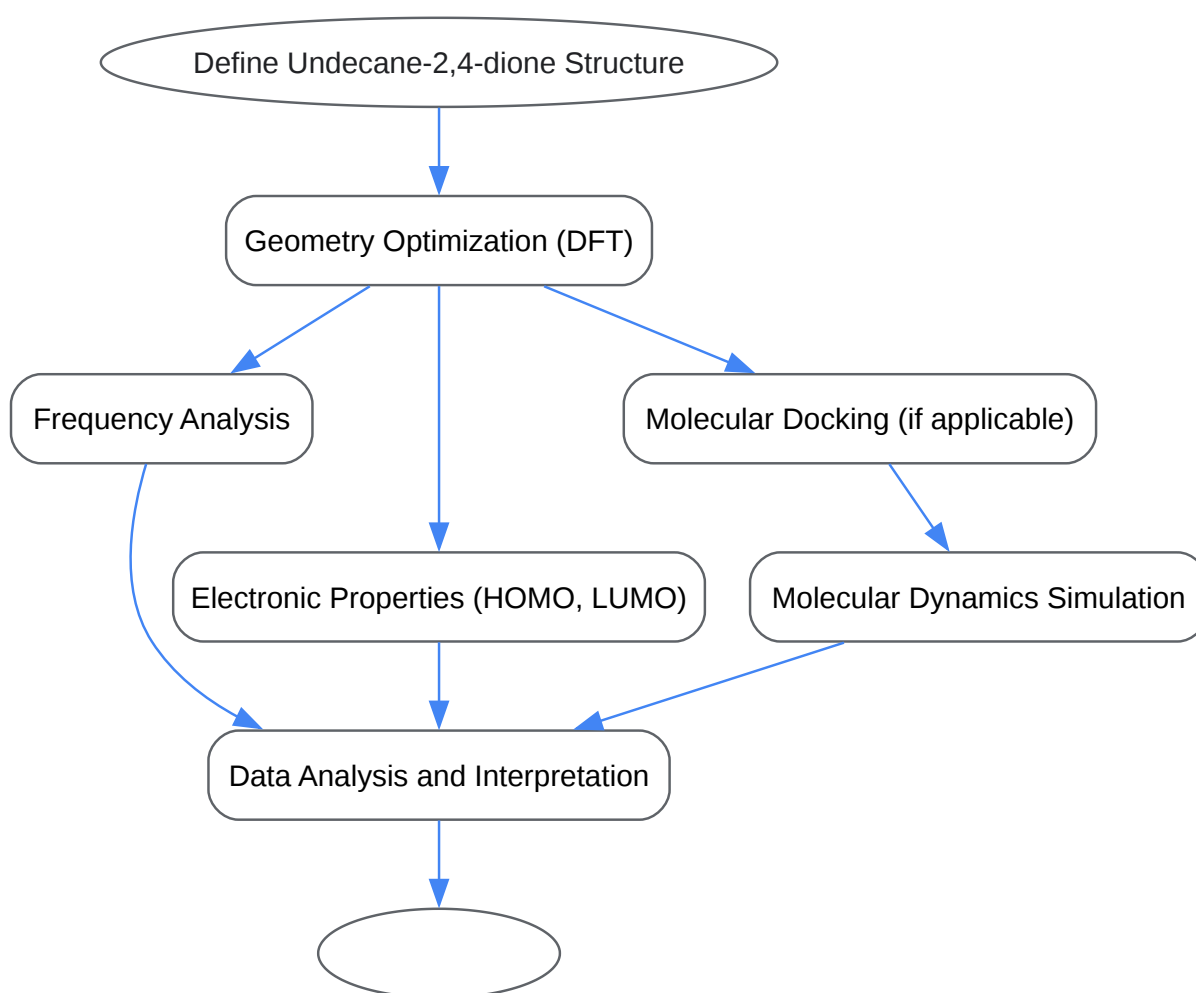 Define Undecane-2,4-dione Structure
Geometry Optimization (DFT)
Frequency Analysis
Molecular Docking (if applicable)
Electronic Properties (HOMO, LUMO)
Molecular Dynamics Simulation
Data Analysis and Interpretation